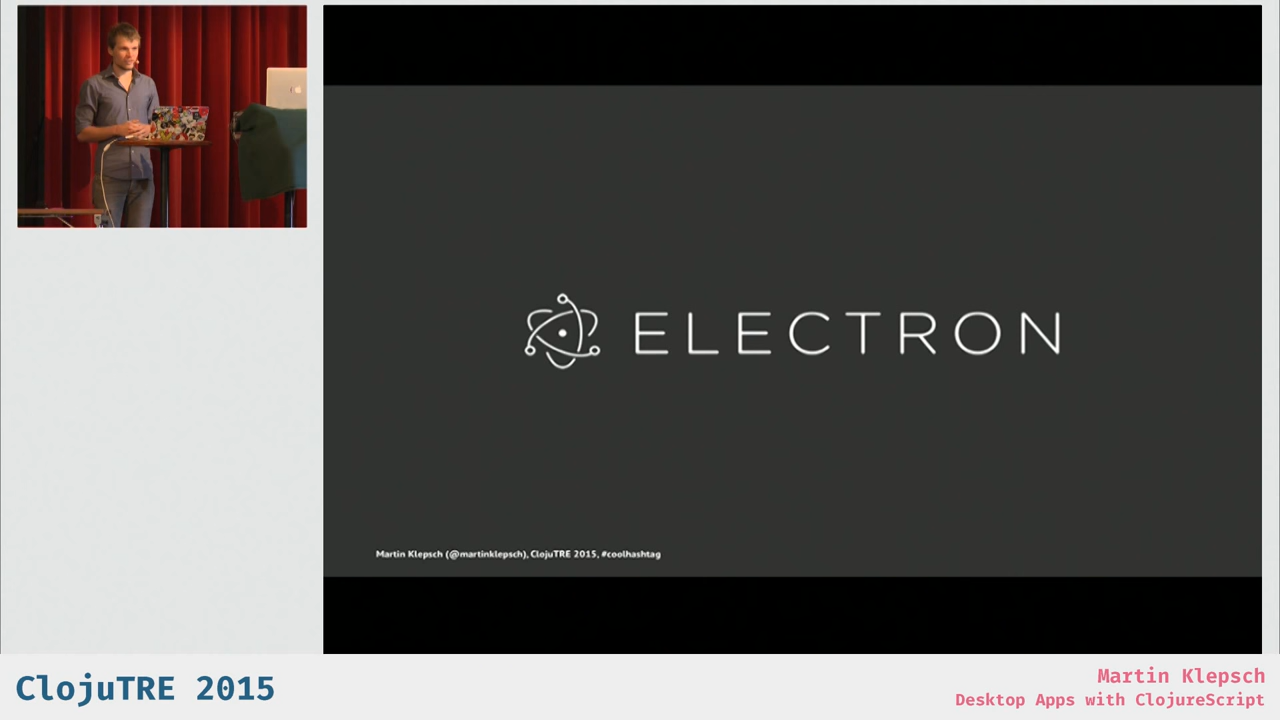 ELECTRON
Martin Klepsch (@martinklepsch), ClojuTRE 2015, #coolhashtag
ClojuTRE 2015
Martin Klepsch
Desktop Apps with ClojureScript